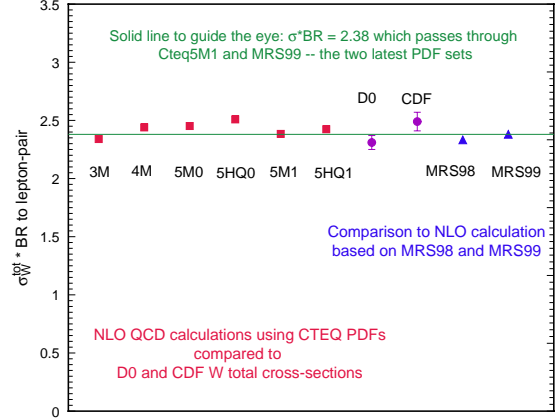 3.5
3
2.5
2
1.5
1
0.5
0
σ_W^tot * BR to lepton-pair
Solid line to guide the eye: σ*BR = 2.38 which passes through
Cteq5M1 and MRS99 -- the two latest PDF sets
D0 CDF
3M 4M 5M0 5HQ0 5M1 5HQ1 MRS98 MRS99
Comparison to NLO calculation
based on MRS98 and MRS99
NLO QCD calculations using CTEQ PDFs
compared to
D0 and CDF W total cross-sections